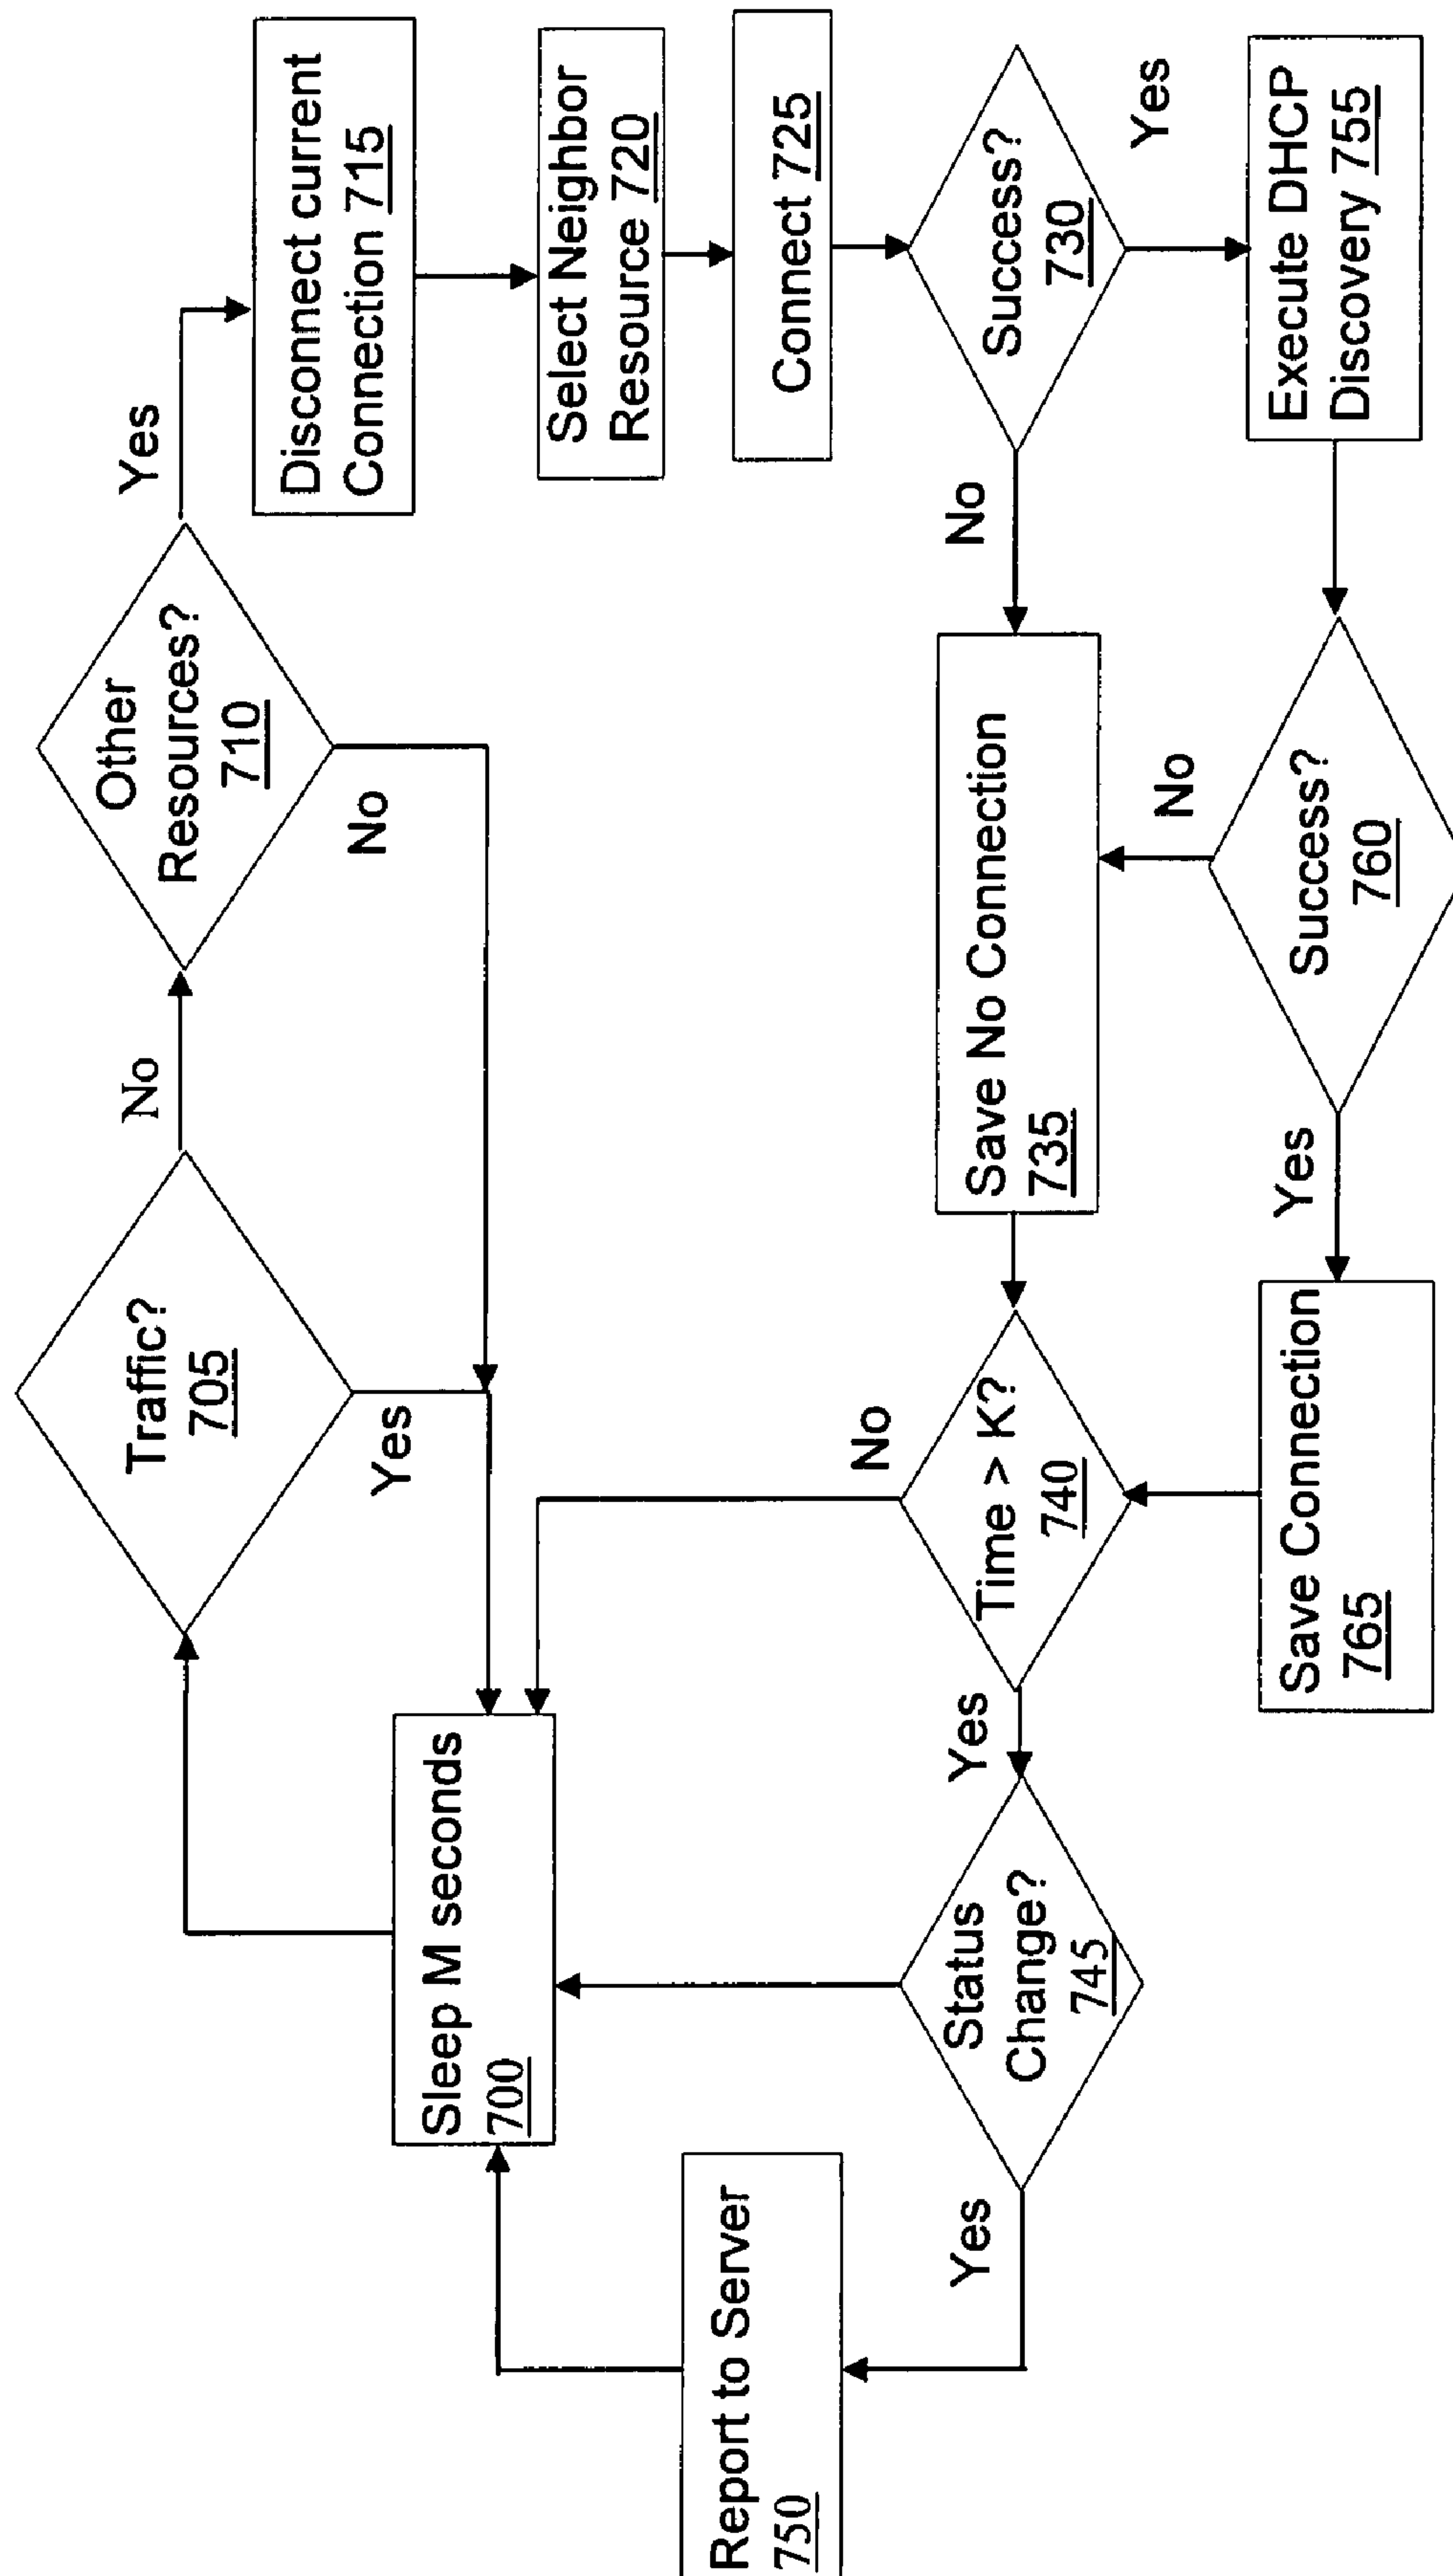 Traffic?
705
No
Yes
Other
Resources?
710
Yes
No
Disconnect current
Connection 715
Sleep M seconds
700
Select Neighbor
Resource 720
Report to Server
750
Connect 725
Status
Change?
745
Yes
Yes
Time > K?
740
No
Save No Connection
735
No
Success?
730
Yes
Save Connection
765
Yes
Success?
760
No
Execute DHCP
Discovery 755